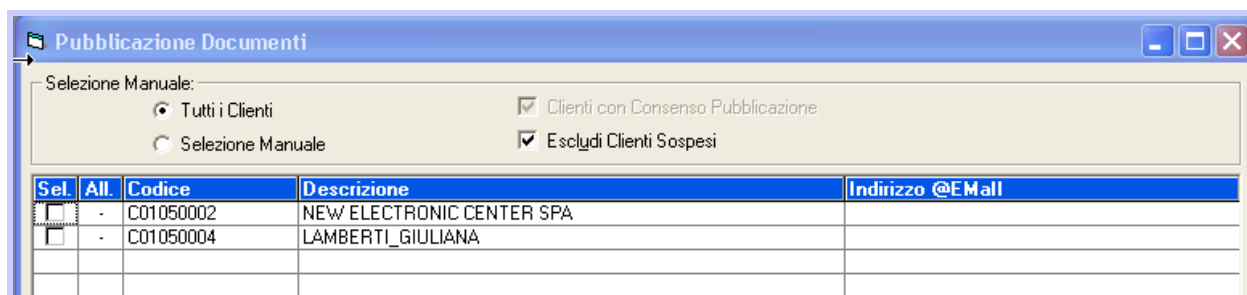 Pubblicazione Documenti
Selezione Manuale:
Tutti i Clienti Clienti con Consenso Pubblicazione
Selezione Manuale Escludi Clienti Sospesi
Sel. All. Codice Descrizione Indirizzo @EMall
- C01050002 NEW ELECTRONIC CENTER SPA
- C01050004 LAMBERTI_GIULIANA